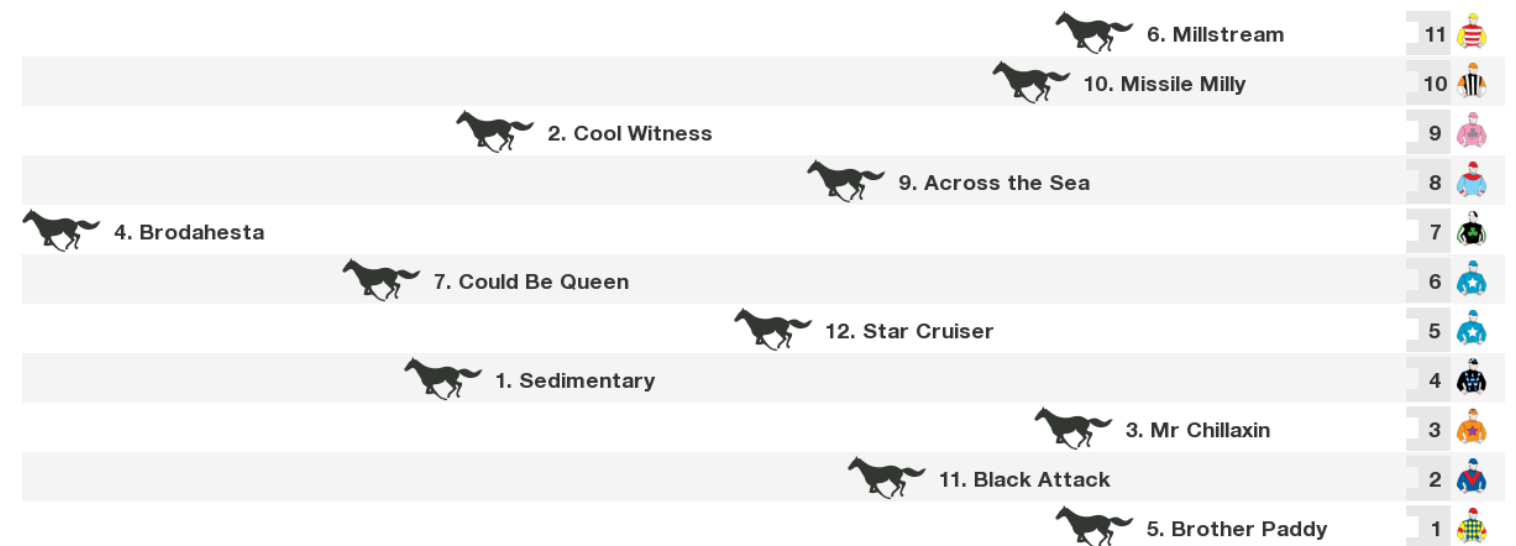 6. Millstream 11
10. Missile Milly 10
2. Cool Witness 9
9. Across the Sea 8
4. Brodahesta 7
7. Could Be Queen 6
12. Star Cruiser 5
1. Sedimentary 4
3. Mr Chillaxin 3
11. Black Attack 2
5. Brother Paddy 1